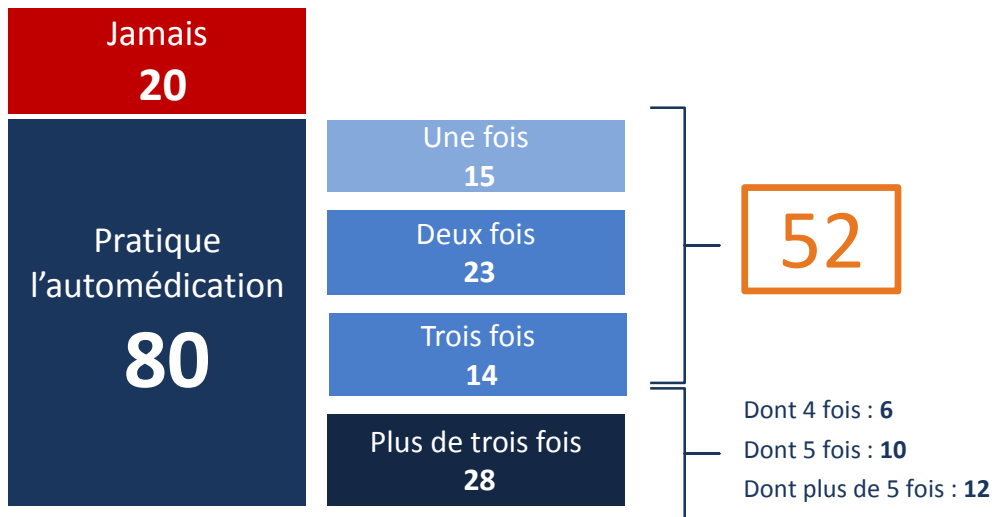 Jamais
20
Pratique
l’automédication
80
Une fois
15
Deux fois
23
Trois fois
14
Plus de trois fois
28
52
Dont 4 fois : 6
Dont 5 fois : 10
Dont plus de 5 fois : 12